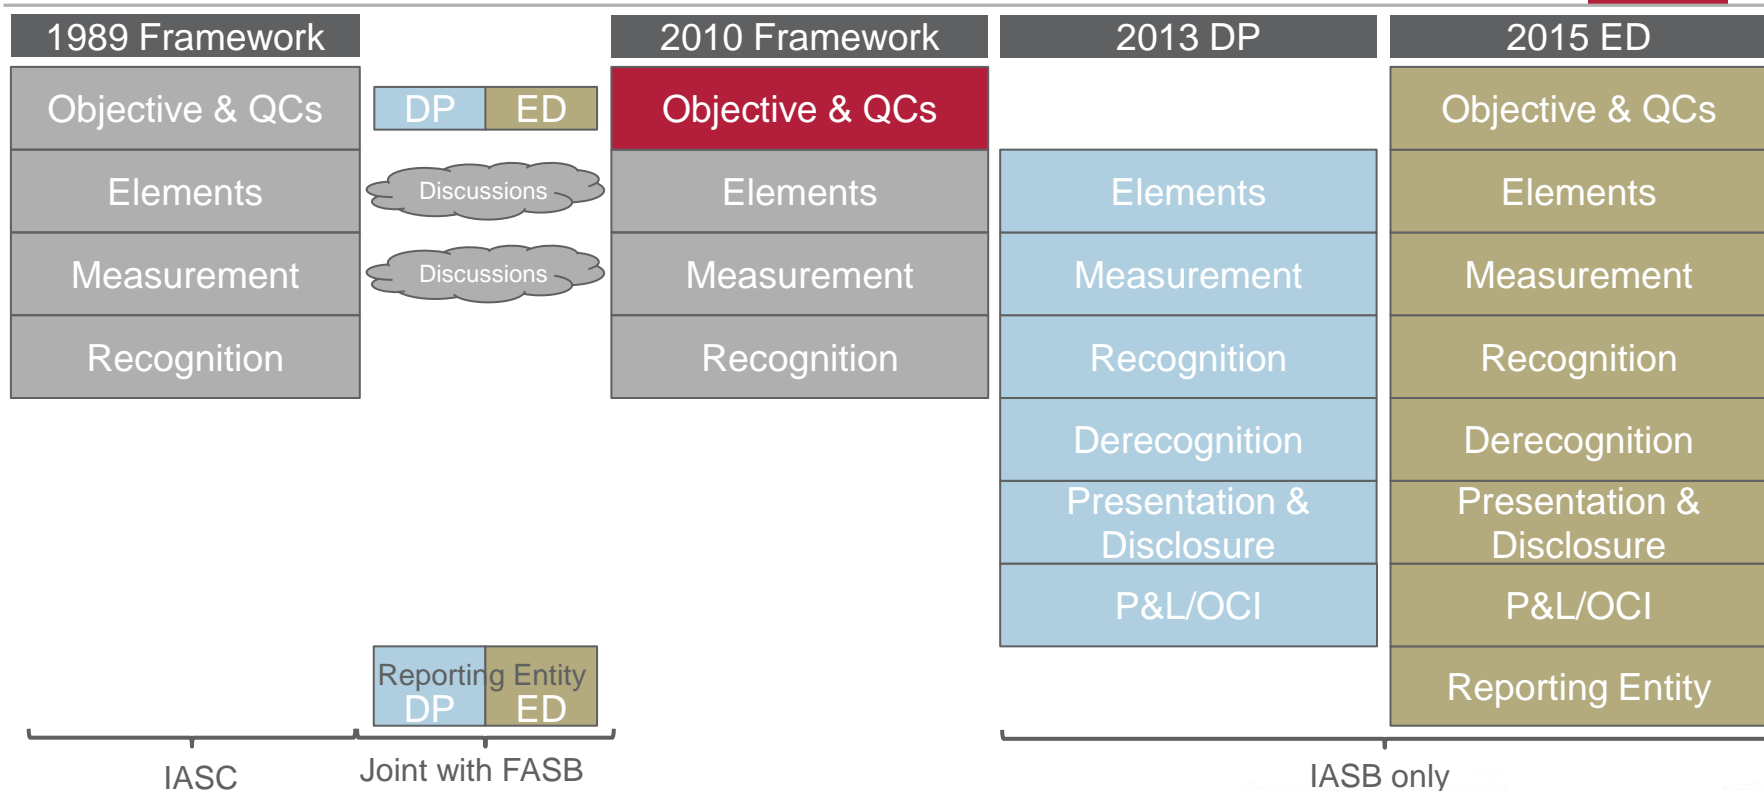 1989 Framework
2010 Framework
2013 DP
2015 ED
Objective & QCs
DP
ED
Objective & QCs
Objective & QCs
Elements
Discussions
Elements
Elements
Elements
Measurement
Discussions
Measurement
Measurement
Measurement
Recognition
Recognition
Recognition
Recognition
Derecognition
Derecognition
Presentation &
Disclosure
Presentation &
Disclosure
P&L/OCI
P&L/OCI
Reporting Entity
DP
ED
Reporting Entity
IASC
Joint with FASB
IASB only